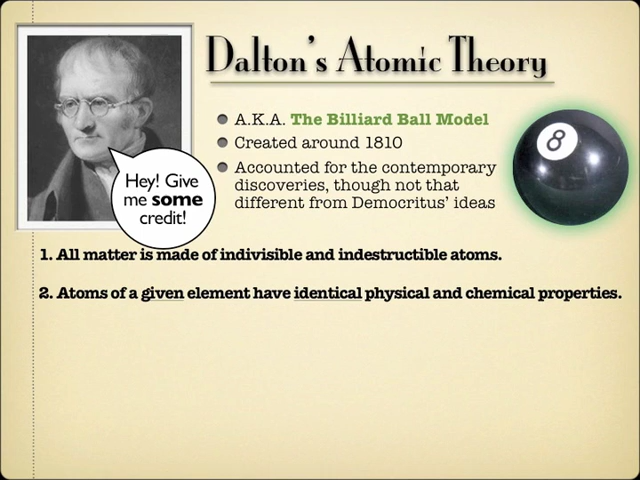 Dalton's Atomic Theory
A.K.A. The Billiard Ball Model
Created around 1810
Accounted for the contemporary
discoveries, though not that
different from Democritus' ideas
8
Hey! Give
me some
credit!
1. All matter is made of indivisible and indestructible atoms.
2. Atoms of a given element have identical physical and chemical properties.